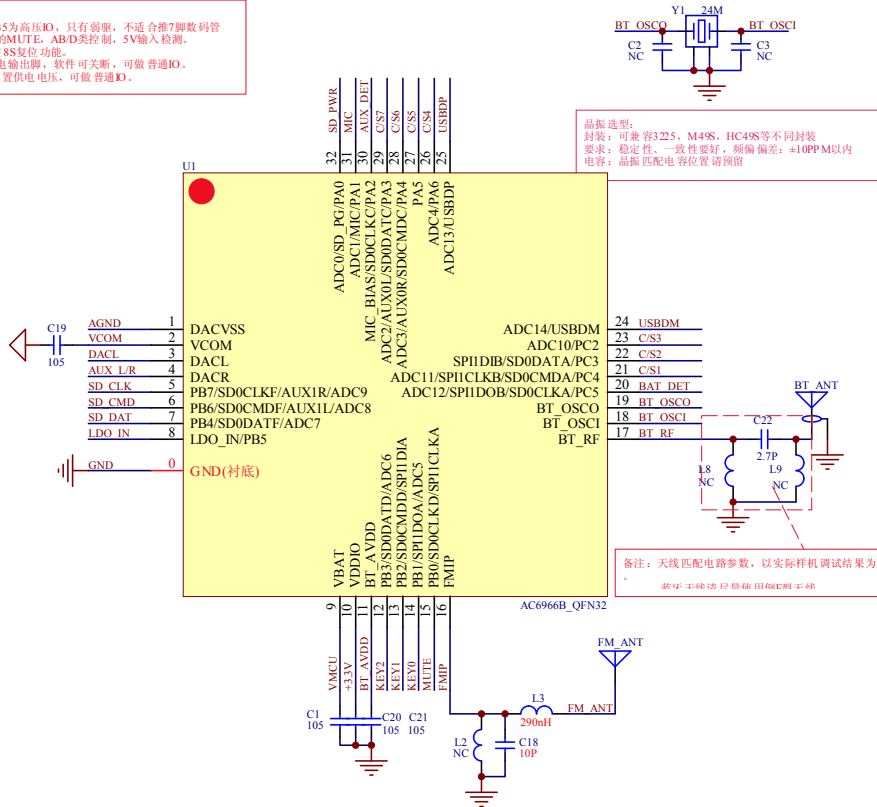 5为高压IO，只有弱驱，不适合推7脚数码管
的MUTE，AB/D类控制，5V输入检测。
8S复位功能。
电输出脚，软件可关断，可做普通IO。
置供电电压，可做普通IO。
Y1 24M
BT_OSCO
BT_OSCI
C2
NC
C3
NC
晶振选型：
封装：可兼容3225，M49S，HC49S等不同封装
要求：稳定性、一致性要好，频偏偏差：±10PPM以内
电容：晶振匹配电容位置请预留
SD_PWR
MIC
AUX_DET
C/S7
C/S6
C/S5
C/S4
USBDP
32
31
30
29
28
27
26
25
U1
ADC0/SD_PG/PA0
ADC1/MIC/PA1
MIC_BIAS/SD0CLKC/PA2
ADC2/AUX0L/SD0DATC/PA3
ADC3/AUX0R/SD0CMDC/PA4
PA5
ADC4/PA6
ADC13/USBDP
C19
105
AGND 1 DACVSS
VCOM 2 VCOM
DACL 3 DACL
AUX_L/R 4 DACR
SD_CLK 5 PB7/SD0CLKF/AUX1R/ADC9
SD_CMD 6 PB6/SD0CMDF/AUX1L/ADC8
SD_DAT 7 PB4/SD0DATF/ADC7
LDO_IN 8 LDO_IN/PB5
GND 0 GND(衬底)
ADC14/USBDM 24 USBDM
ADC10/PC2 23 C/S3
SPI1DIB/SD0DATA/PC3 22 C/S2
ADC11/SPI1CLKB/SD0CMDA/PC4 21 C/S1
ADC12/SPI1DOB/SD0CLKA/PC5 20 BAT_DET
BT_OSCO 19 BT_OSCO
BT_OSCI 18 BT_OSCI
BT_RF 17 BT_RF
BT_ANT
C22
2.7P
L8
NC
L9
NC
备注：天线匹配电路参数，以实际样机调试结果为
。
蓝牙天线请尽量使用倒F型天线
VBAT
VDDIO
BT_AVDD
PB3/SD0DATD/ADC6
PB2/SD0CMDD/SPI1DIA
PB1/SPI1DOA/ADC5
PB0/SD0CLKD/SPI1CLKA
FMIP
AC6966B_QFN32
9
10
11
12
13
14
15
16
VMCU
+3.3V
BT_AVDD
KEY2
KEY1
KEY0
MUTE
FMIP
C1
105
C20
105
C21
105
FM_ANT
L3
290nH
FM_ANT
L2
NC
C18
10P